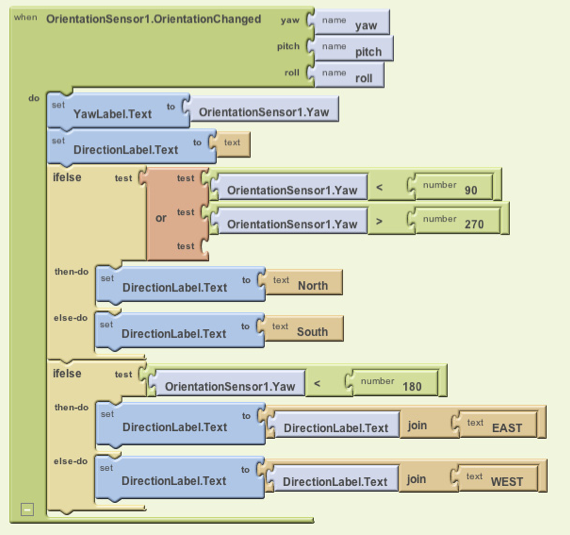 when OrientationSensor1.OrientationChanged yaw name yaw
pitch name pitch
roll name roll
do set YawLabel.Text to OrientationSensor1.Yaw
set DirectionLabel.Text to text
ifelse test or test OrientationSensor1.Yaw < number 90
test OrientationSensor1.Yaw > number 270
test
then-do set DirectionLabel.Text to text North
else-do set DirectionLabel.Text to text South
ifelse test OrientationSensor1.Yaw < number 180
then-do set DirectionLabel.Text to DirectionLabel.Text join text EAST
else-do set DirectionLabel.Text to DirectionLabel.Text join text WEST